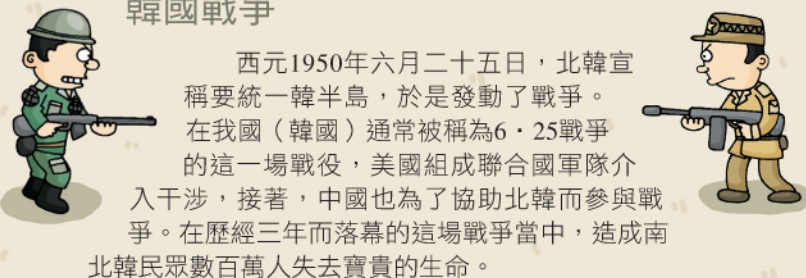 韓國戰爭
西元1950年六月二十五日，北韓宣
稱要統一韓半島，於是發動了戰爭。
在我國（韓國）通常被稱為6・25戰爭
的這一場戰役，美國組成聯合國軍隊介
入干涉，接著，中國也為了協助北韓而參與戰
爭。在歷經三年而落幕的這場戰爭當中，造成南
北韓民眾數百萬人失去寶貴的生命。